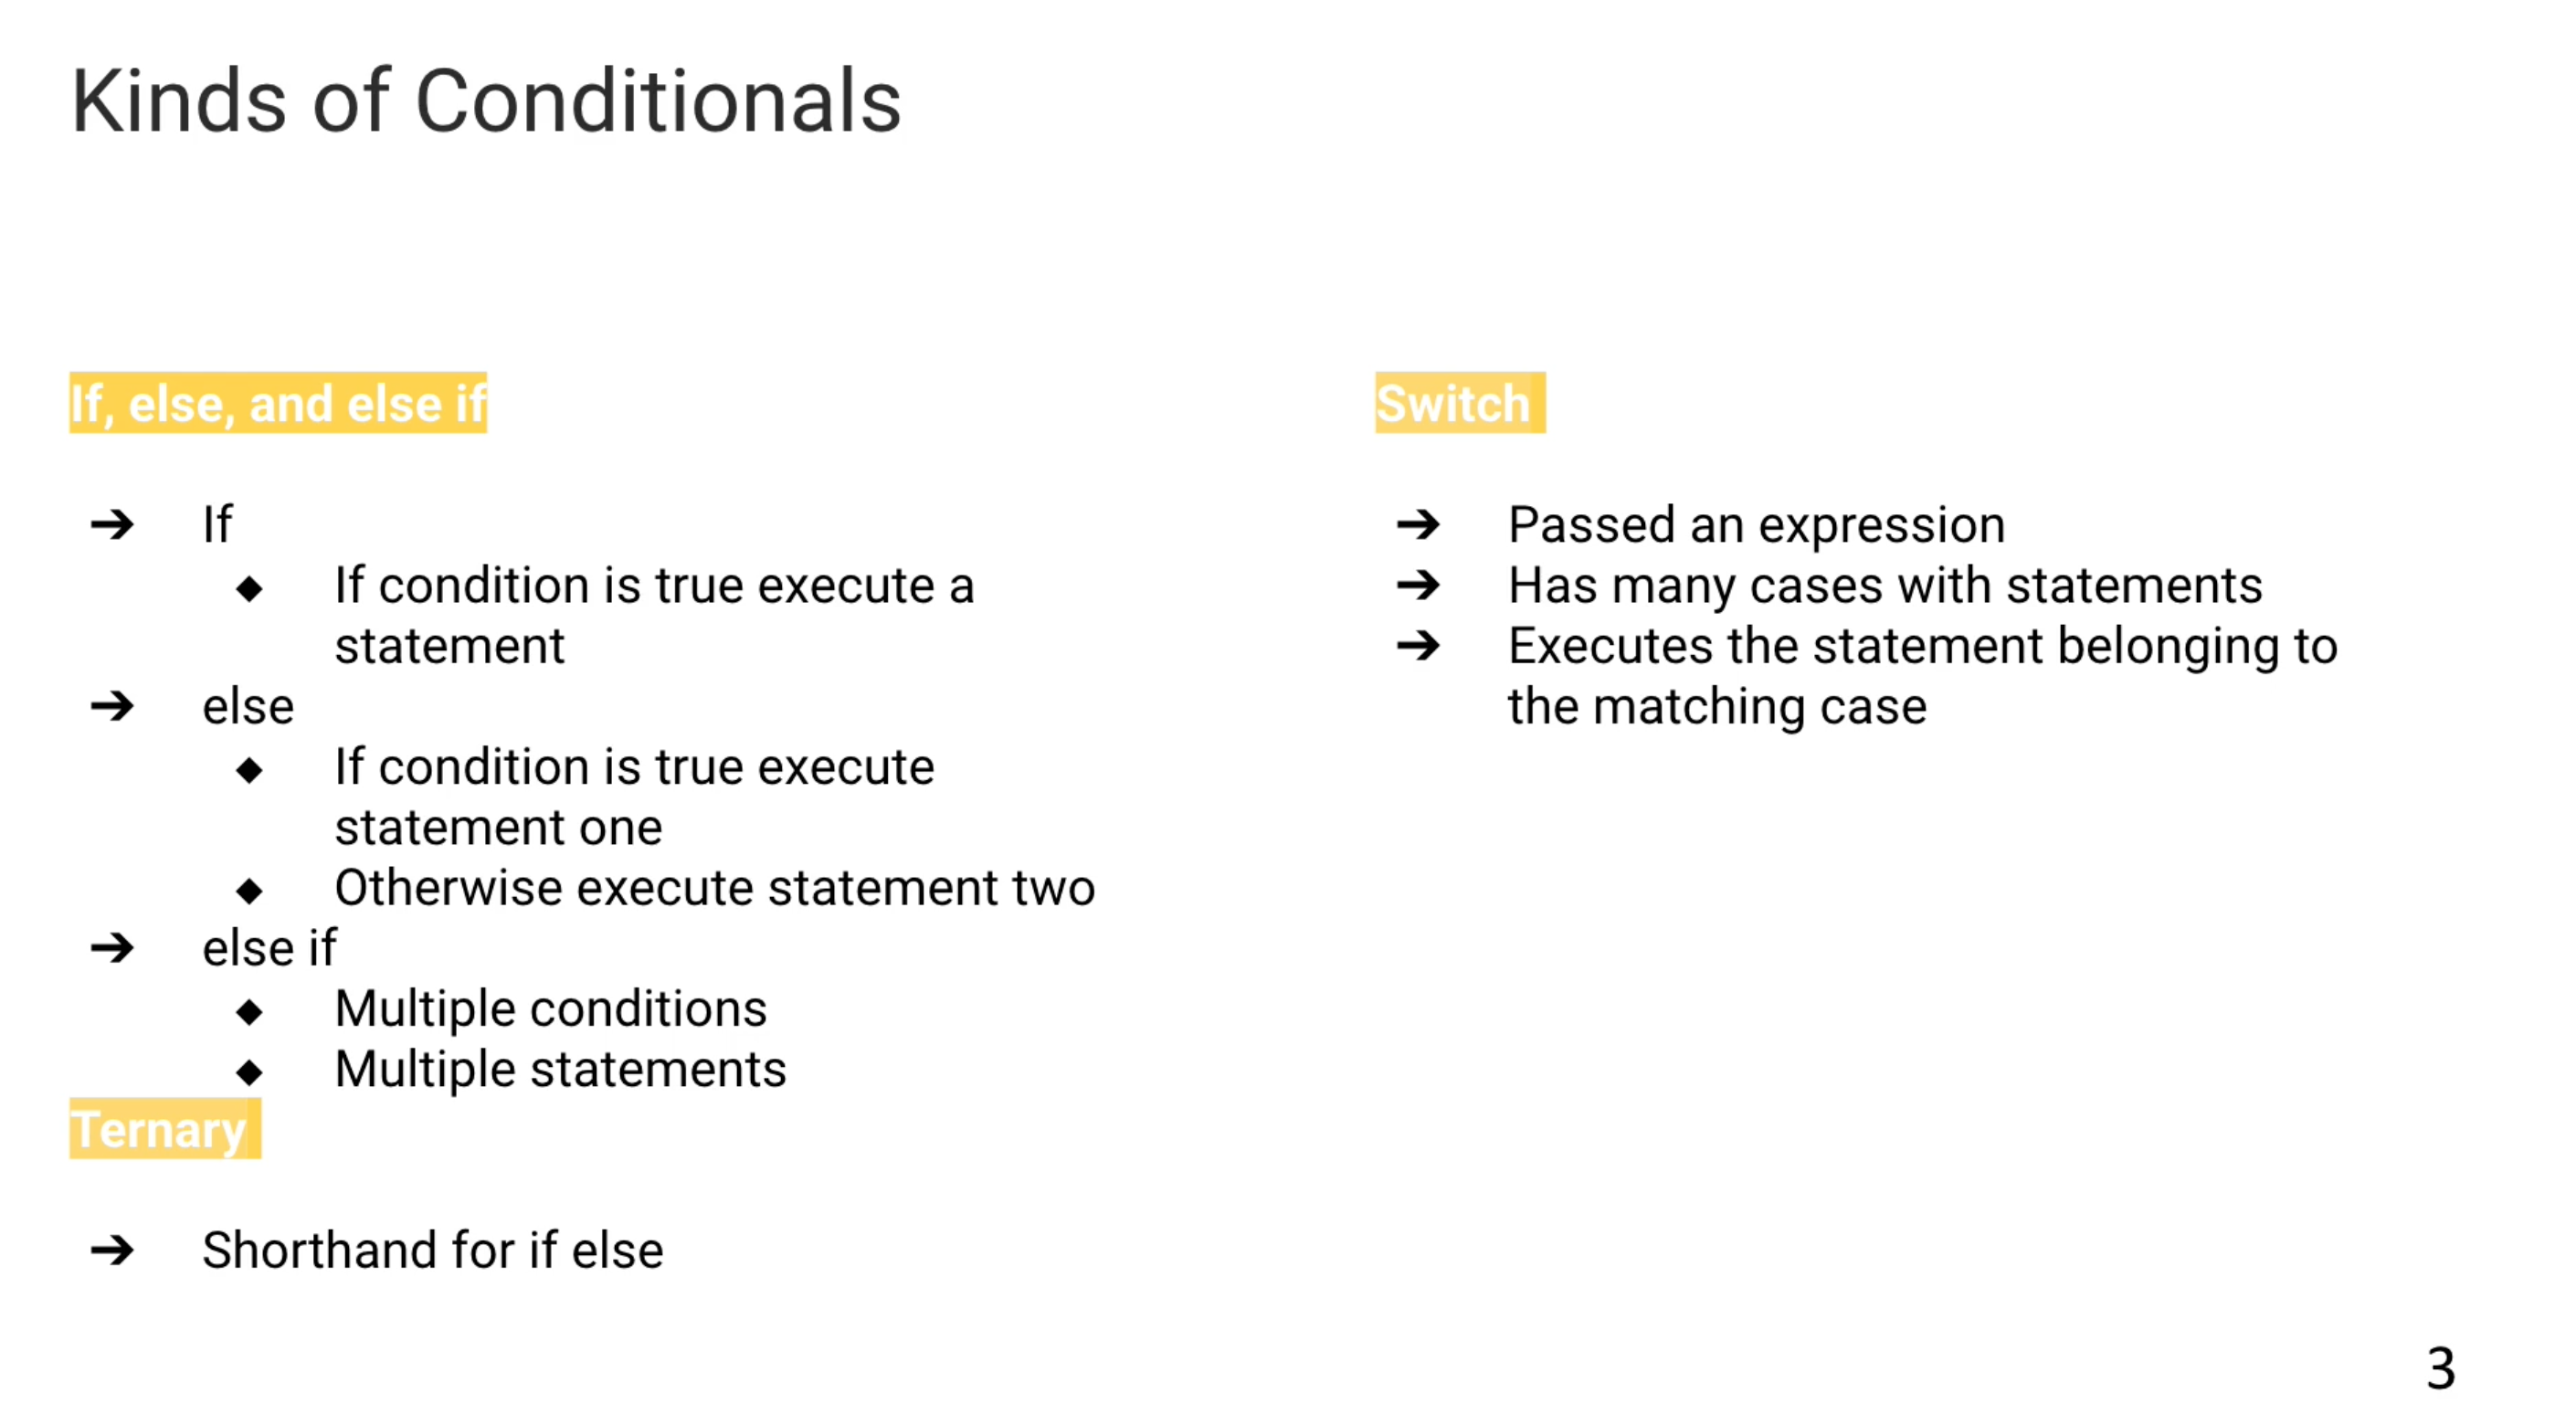 Kinds of Conditionals
If, else, and else if
➔ If
◆ If condition is true execute a
statement
➔ else
◆ If condition is true execute
statement one
◆ Otherwise execute statement two
➔ else if
◆ Multiple conditions
◆ Multiple statements
Ternary
➔ Shorthand for if else
Switch
➔ Passed an expression
➔ Has many cases with statements
➔ Executes the statement belonging to
the matching case
3